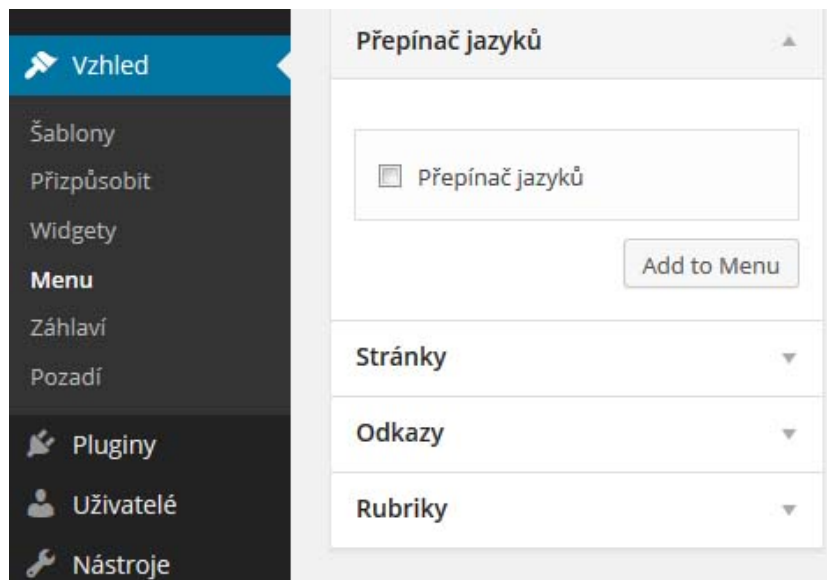 Vzhled
Šablony
Přizpůsobit
Widgety
Menu
Záhlaví
Pozadí
Pluginy
Uživatelé
Nástroje
Přepínač jazyků
Přepínač jazyků
Add to Menu
Stránky
Odkazy
Rubriky